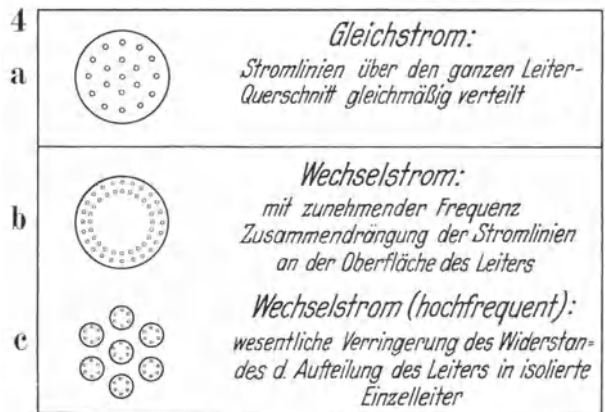 4
a
Gleichstrom:
Stromlinien über den ganzen Leiter-
Querschnitt gleichmäßig verteilt
b
Wechselstrom:
mit zunehmender Frequenz
Zusammendrängung der Stromlinien
an der Oberfläche des Leiters
c
Wechselstrom (hochfrequent):
wesentliche Verringerung des Widerstan=
des d. Aufteilung des Leiters in isolierte
Einzelleiter